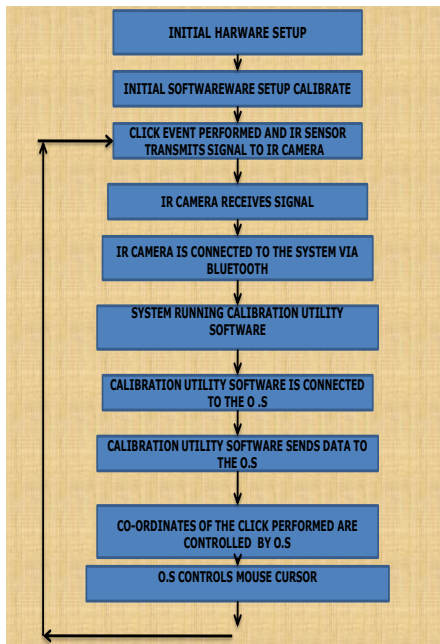 INITIAL HARWARE SETUP
INITIAL SOFTWAREWARE SETUP CALIBRATE
CLICK EVENT PERFORMED AND IR SENSOR
TRANSMITS SIGNAL TO IR CAMERA
IR CAMERA RECEIVES SIGNAL
IR CAMERA IS CONNECTED TO THE SYSTEM VIA
BLUETOOTH
SYSTEM RUNNING CALIBRATION UTILITY
SOFTWARE
CALIBRATION UTILITY SOFTWARE IS CONNECTED
TO THE O .S
CALIBRATION UTILITY SOFTWARE SENDS DATA TO
THE O.S
CO-ORDINATES OF THE CLICK PERFORMED ARE
CONTROLLED BY O.S
O.S CONTROLS MOUSE CURSOR